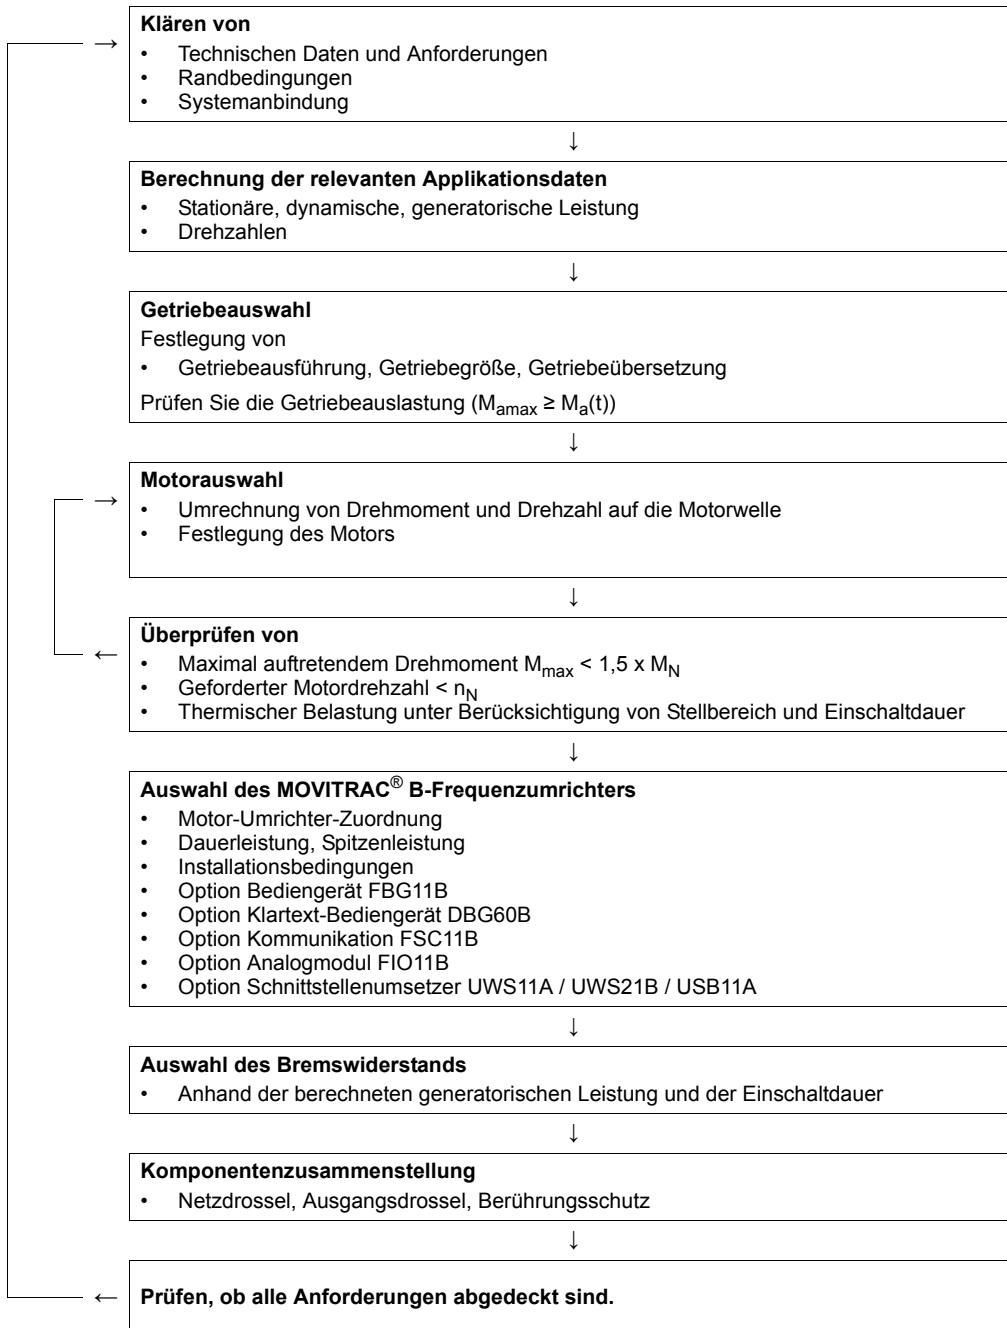 Klären von
• Technischen Daten und Anforderungen
• Randbedingungen
• Systemanbindung
Berechnung der relevanten Applikationsdaten
• Stationäre, dynamische, generatorische Leistung
• Drehzahlen
Getriebeauswahl
Festlegung von
• Getriebeausführung, Getriebegröße, Getriebeübersetzung
Prüfen Sie die Getriebeauslastung (Mamax ≥ Ma(t))
Motorauswahl
• Umrechnung von Drehmoment und Drehzahl auf die Motorwelle
• Festlegung des Motors
Überprüfen von
• Maximal auftretendem Drehmoment Mmax < 1,5 x MN
• Geforderter Motordrehzahl < nN
• Thermischer Belastung unter Berücksichtigung von Stellbereich und Einschaltdauer
Auswahl des MOVITRAC® B-Frequenzumrichters
• Motor-Umrichter-Zuordnung
• Dauerleistung, Spitzenleistung
• Installationsbedingungen
• Option Bediengerät FBG11B
• Option Klartext-Bediengerät DBG60B
• Option Kommunikation FSC11B
• Option Analogmodul FIO11B
• Option Schnittstellenumsetzer UWS11A / UWS21B / USB11A
Auswahl des Bremswiderstands
• Anhand der berechneten generatorischen Leistung und der Einschaltdauer
Komponentenzusammenstellung
• Netzdrossel, Ausgangsdrossel, Berührungsschutz
Prüfen, ob alle Anforderungen abgedeckt sind.